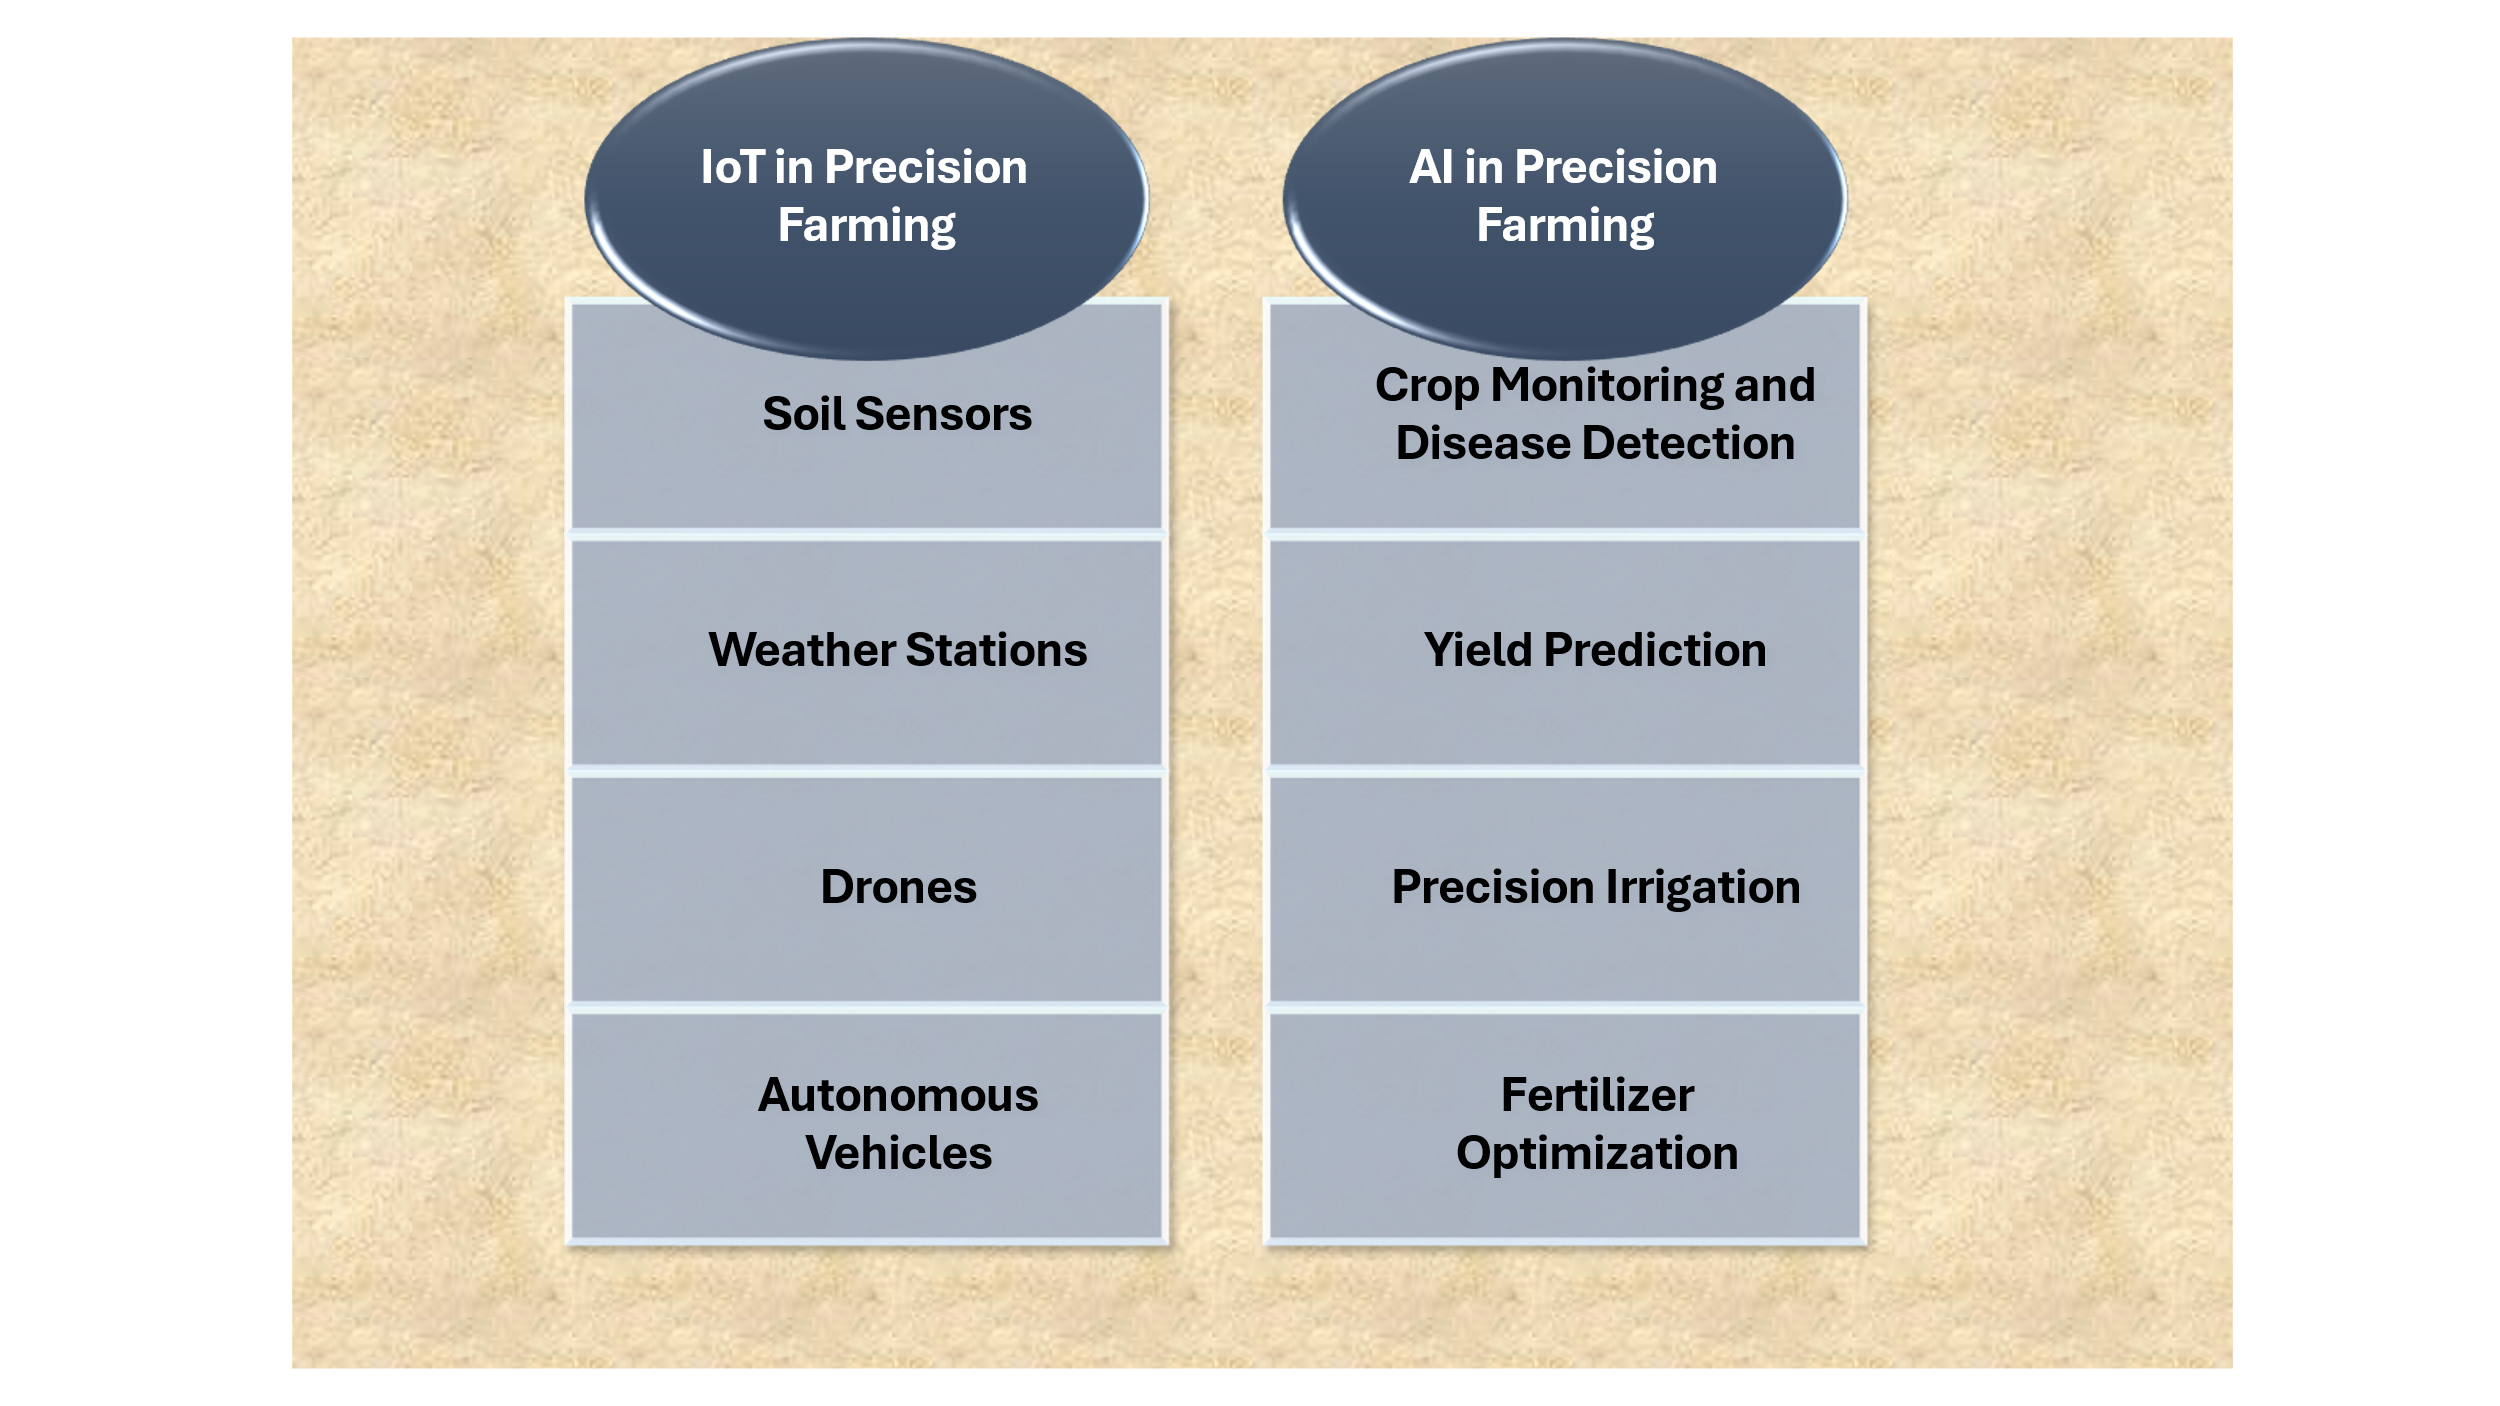 IoT in Precision
Farming
Soil Sensors
Weather Stations
Drones
Autonomous
Vehicles
AI in Precision
Farming
Crop Monitoring and
Disease Detection
Yield Prediction
Precision Irrigation
Fertilizer
Optimization